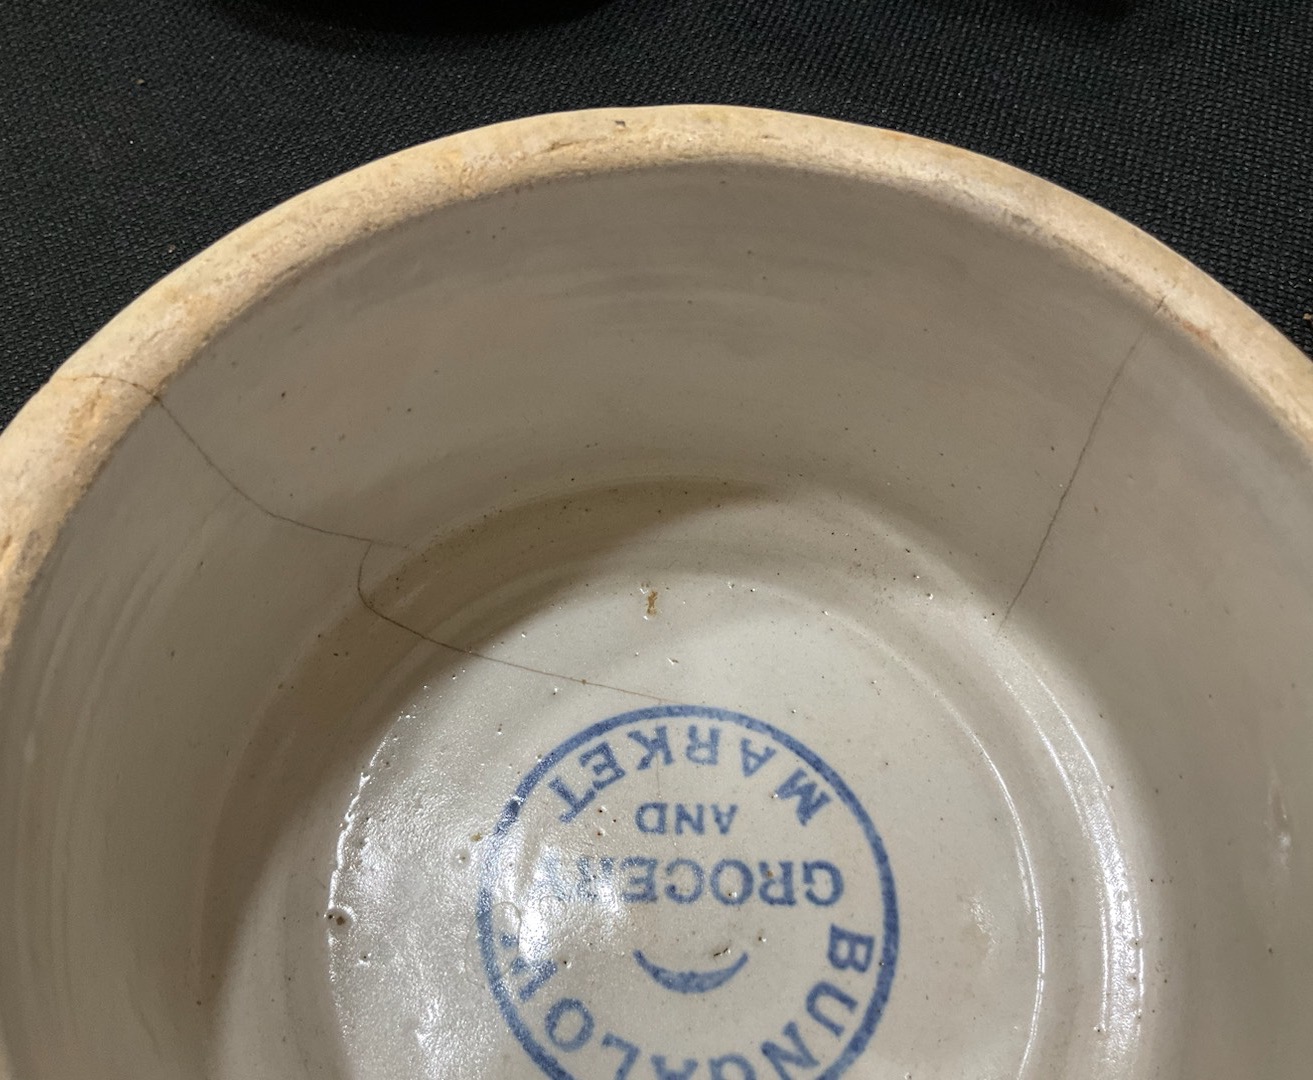 BUNGALOW
GROCERY
AND
MARKET